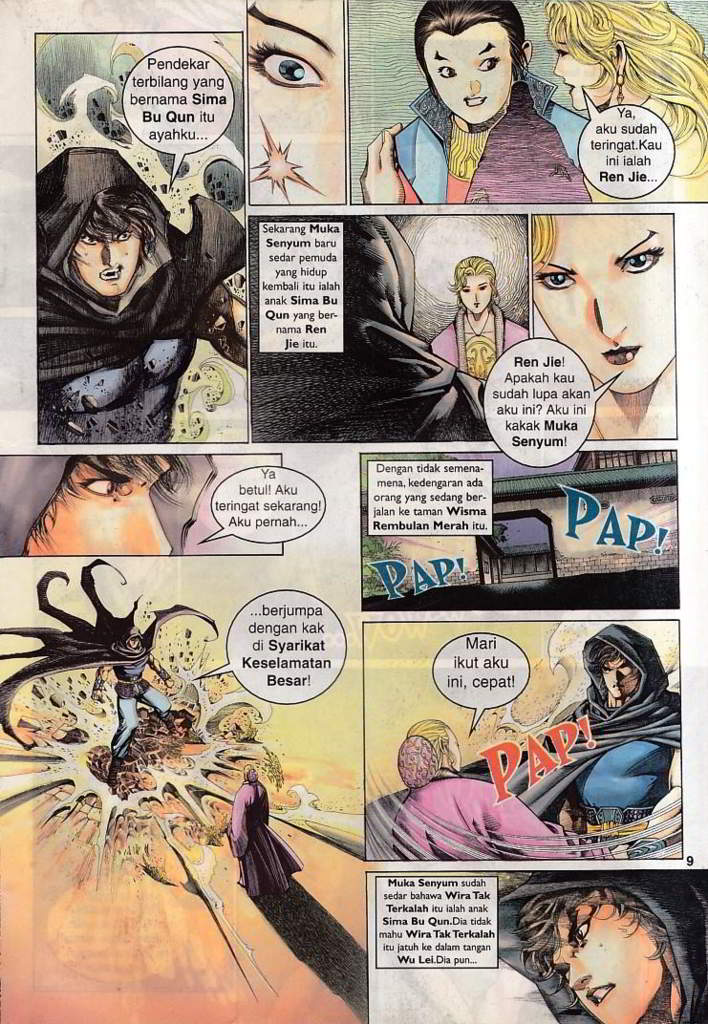 Pendekar
terbilang yang
bernama Sima
Bu Qun itu
ayahku...
Ya,
aku sudah
teringat.Kau
ini ialah
Ren Jie...
Sekarang Muka
Senyum baru
sedar pemuda
yang hidup
kembali itu ialah
anak Sima Bu
Qun yang ber-
nama Ren
Jie itu.
Ren Jie!
Apakah kau
sudah lupa akan
aku ini? Aku ini
kakak Muka
Senyum!
Ya
betul! Aku
teringat sekarang!
Aku pernah...
Dengan tidak semena-
mena, kedengaran ada
orang yang sedang ber-
jalan ke taman Wisma
Rembulan Merah itu.
PAP!
PAP!
...berjumpa
dengan kak
di Syarikat
Keselamatan
Besar!
Mari
ikut aku
ini, cepat!
PAP!
9
Muka Senyum sudah
sedar bahawa Wira Tak
Terkalah itu ialah anak
Sima Bu Qun.Dia tidak
mahu Wira Tak Terkalah
itu jatuh ke dalam tangan
Wu Lei.Dia pun...